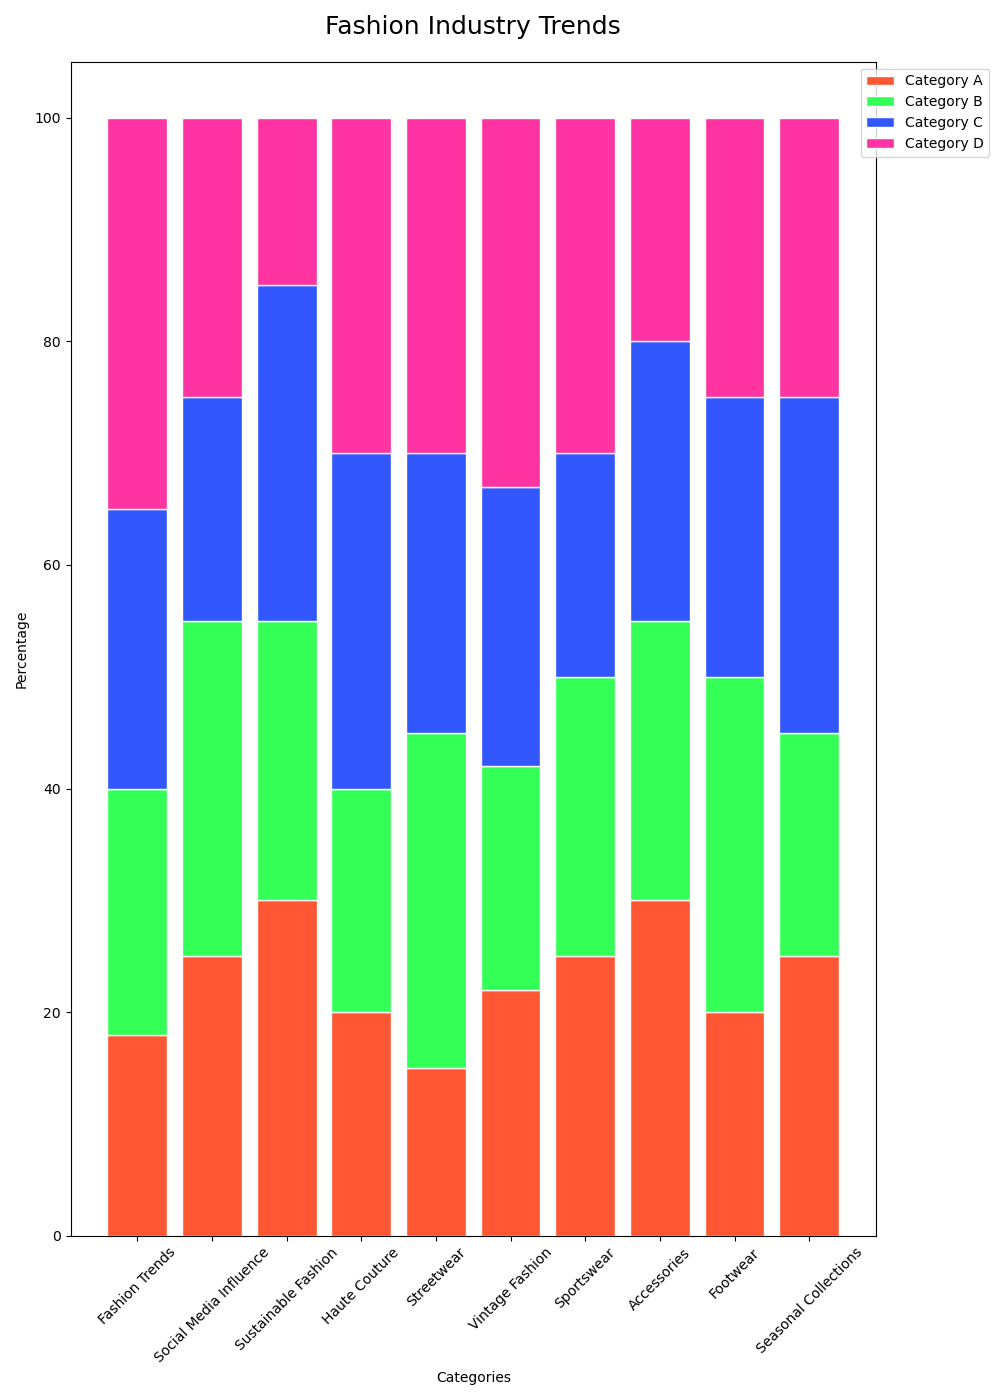 Fashion Industry Trends
Category A
Category B
Category C
Category D
100
80
60
40
20
0
Percentage
Fashion Trends
Social Media Influence
Sustainable Fashion
Haute Couture
Streetwear
Vintage Fashion
Sportswear
Accessories
Footwear
Seasonal Collections
Categories